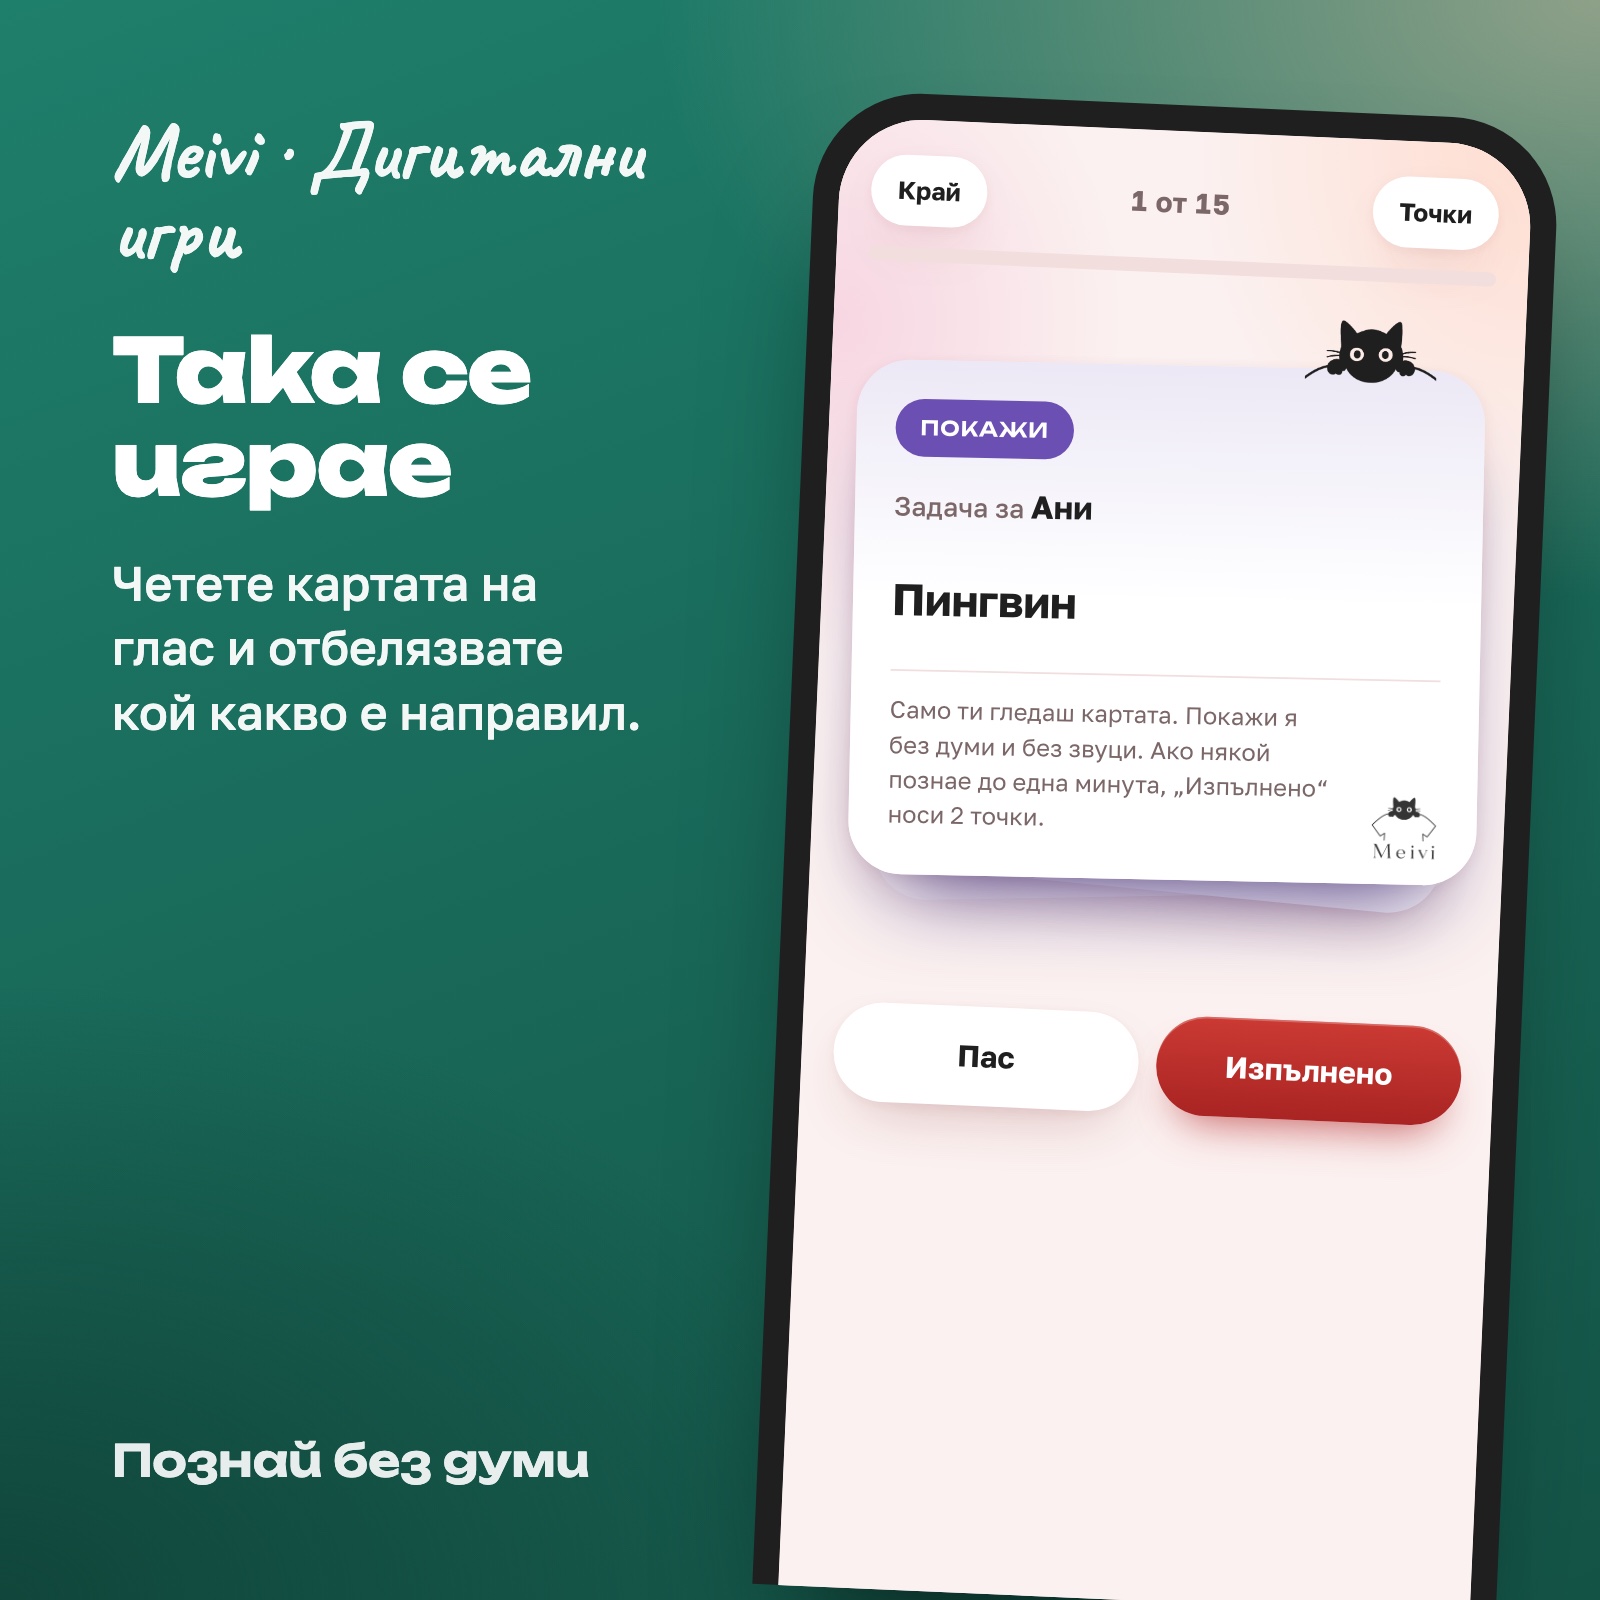 Meivi · Дигитални
игри
Така се
играе
Четете картата на
глас и отбелязвате
кой какво е направил.
Познай без думи
Край
1 от 15
Точки
ПОКАЖИ
Задача за Ани
Пингвин
Само ти гледаш картата. Покажи я
без думи и без звуци. Ако някой
познае до една минута, „Изпълнено“
носи 2 точки.
Meivi
Пас
Изпълнено